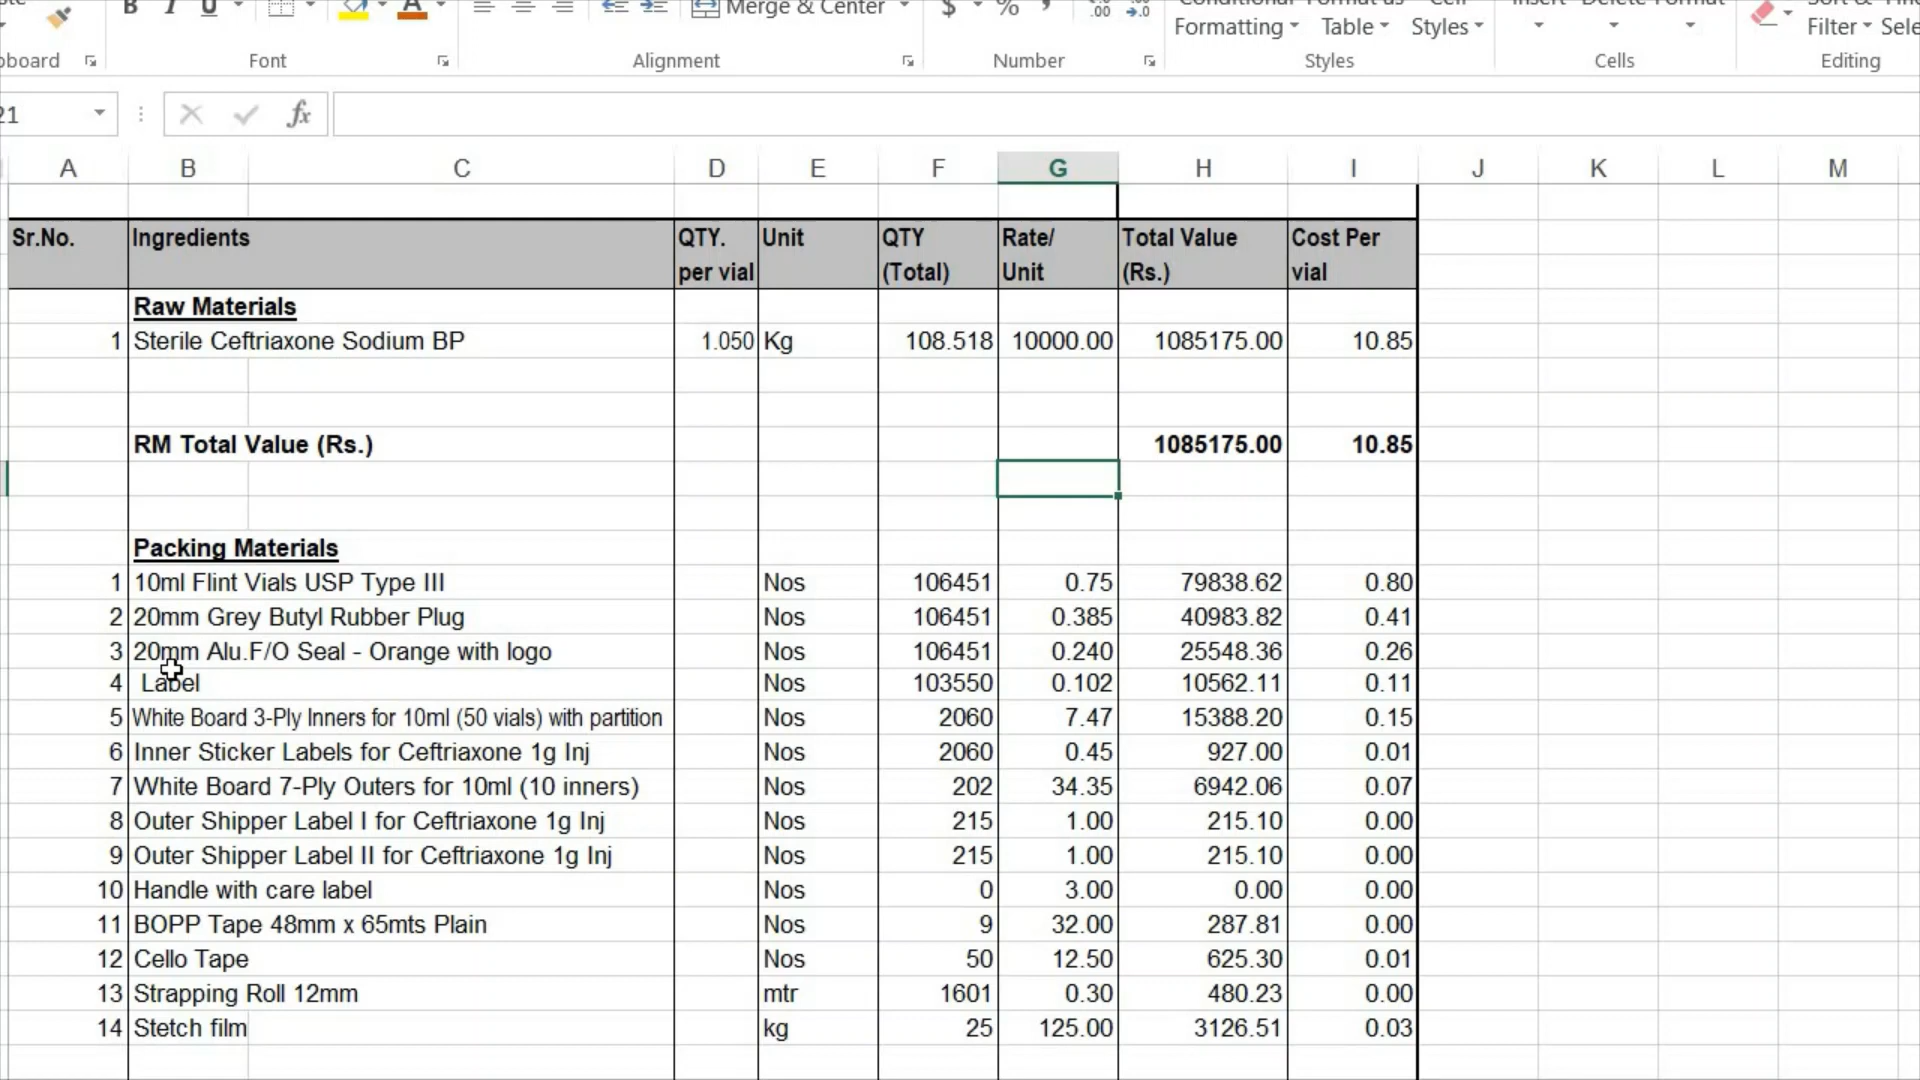 B I U Merge & Center $ % , .00 .00 →.0
Formatting Table Styles Filter
Font Alignment Number Styles Cells Editing
fx
A B C D E F G H I J K L M
Sr.No. Ingredients QTY. Unit QTY Rate/ Total Value Cost Per
per vial (Total) Unit (Rs.) vial
Raw Materials
1 Sterile Ceftriaxone Sodium BP 1.050 Kg 108.518 10000.00 1085175.00 10.85
RM Total Value (Rs.) 1085175.00 10.85
Packing Materials
1 10ml Flint Vials USP Type III Nos 106451 0.75 79838.62 0.80
2 20mm Grey Butyl Rubber Plug Nos 106451 0.385 40983.82 0.41
3 20mm Alu.F/O Seal - Orange with logo Nos 106451 0.240 25548.36 0.26
4 Label Nos 103550 0.102 10562.11 0.11
5 White Board 3-Ply Inners for 10ml (50 vials) with partition Nos 2060 7.47 15388.20 0.15
6 Inner Sticker Labels for Ceftriaxone 1g Inj Nos 2060 0.45 927.00 0.01
7 White Board 7-Ply Outers for 10ml (10 inners) Nos 202 34.35 6942.06 0.07
8 Outer Shipper Label I for Ceftriaxone 1g Inj Nos 215 1.00 215.10 0.00
9 Outer Shipper Label II for Ceftriaxone 1g Inj Nos 215 1.00 215.10 0.00
10 Handle with care label Nos 0 3.00 0.00 0.00
11 BOPP Tape 48mm x 65mts Plain Nos 9 32.00 287.81 0.00
12 Cello Tape Nos 50 12.50 625.30 0.01
13 Strapping Roll 12mm mtr 1601 0.30 480.23 0.00
14 Stetch film kg 25 125.00 3126.51 0.03